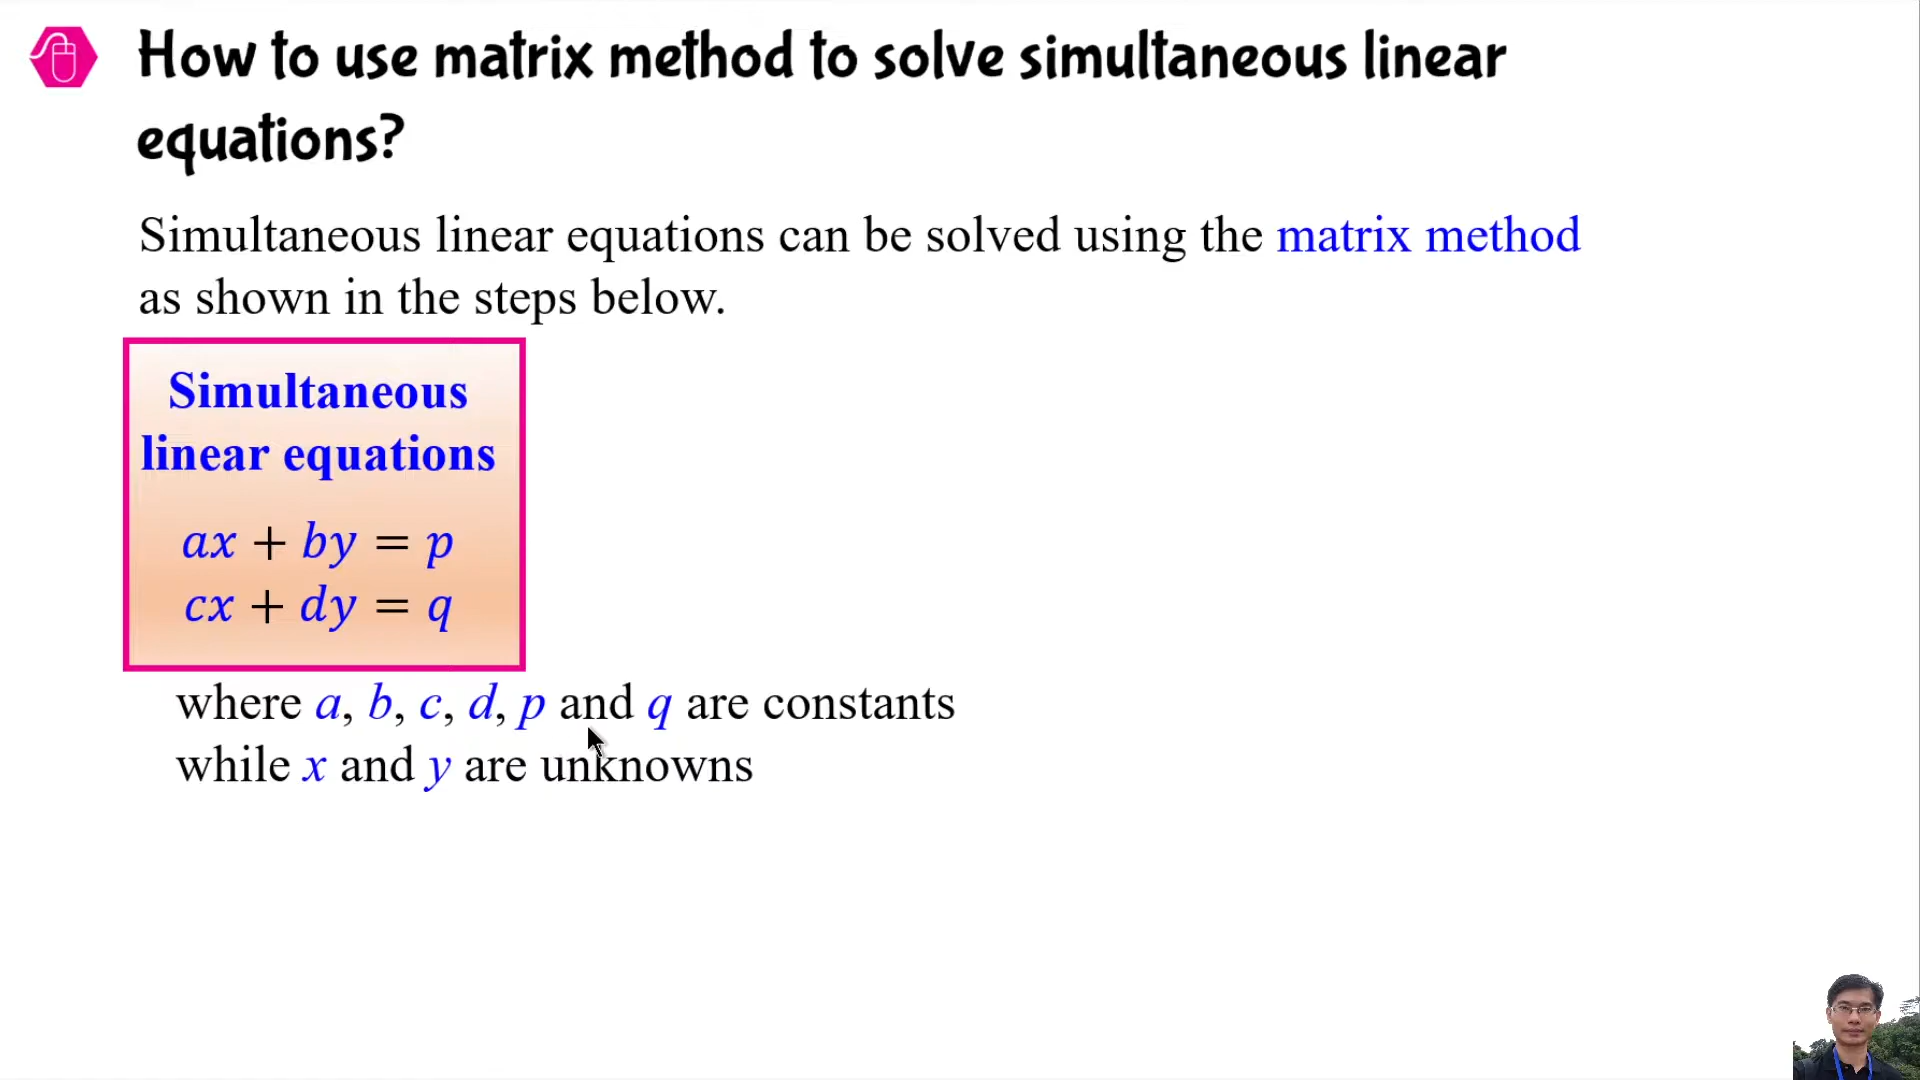 How to use matrix method to solve simultaneous linear
equations?
Simultaneous linear equations can be solved using the matrix method
as shown in the steps below.
Simultaneous
linear equations
ax + by = p
cx + dy = q
where a, b, c, d, p and q are constants
while x and y are unknowns